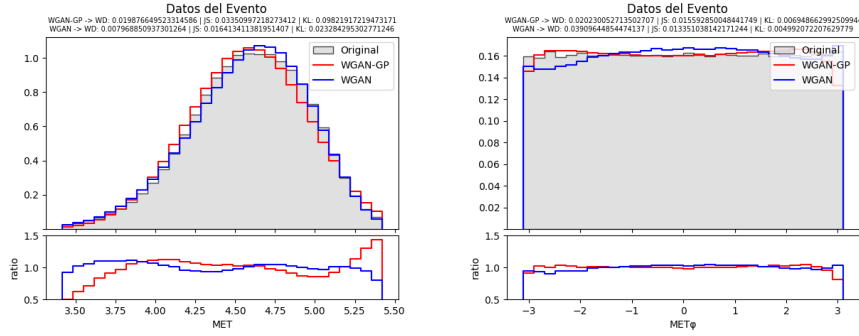 Datos del Evento
WGAN-GP -> WD: 0.019876649523314586 | JS: 0.03350997218273412 | KL: 0.09821917219473171
WGAN -> WD: 0.007968850937301264 | JS: 0.016413411381951407 | KL: 0.023284295302771246
Original
WGAN-GP
WGAN
1.0
0.8
0.6
0.4
0.2
1.5
1.0
0.5
ratio
3.50 3.75 4.00 4.25 4.50 4.75 5.00 5.25 5.50
MET
Datos del Evento
WGAN-GP -> WD: 0.020230052713502707 | JS: 0.015592850048441749 | KL: 0.006948662992509944
WGAN -> WD: 0.03909644854474137 | JS: 0.013351038142171244 | KL: 0.004992072207629779
Original
WGAN-GP
WGAN
0.16
0.14
0.12
0.10
0.08
0.06
0.04
0.02
1.5
1.0
0.5
ratio
−3 −2 −1 0 1 2 3
METφ